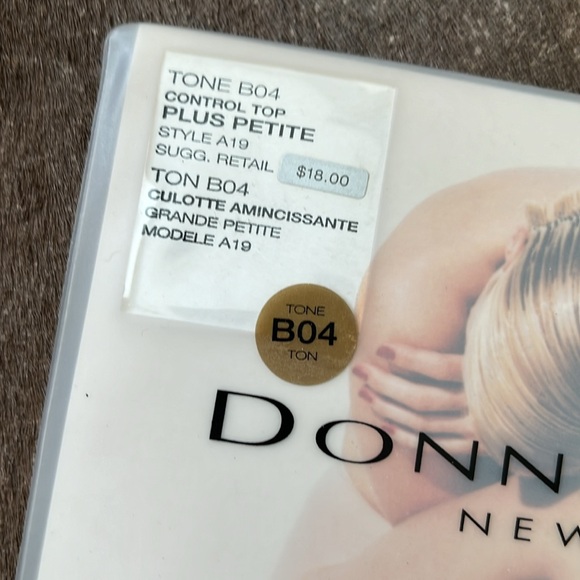 TONE B04
CONTROL TOP
PLUS PETITE
STYLE A19
SUGG. RETAIL $18.00
TON B04
CULOTTE AMINCISSANTE
GRANDE PETITE
MODELE A19
TONE
B04
TON
DONN
NEW